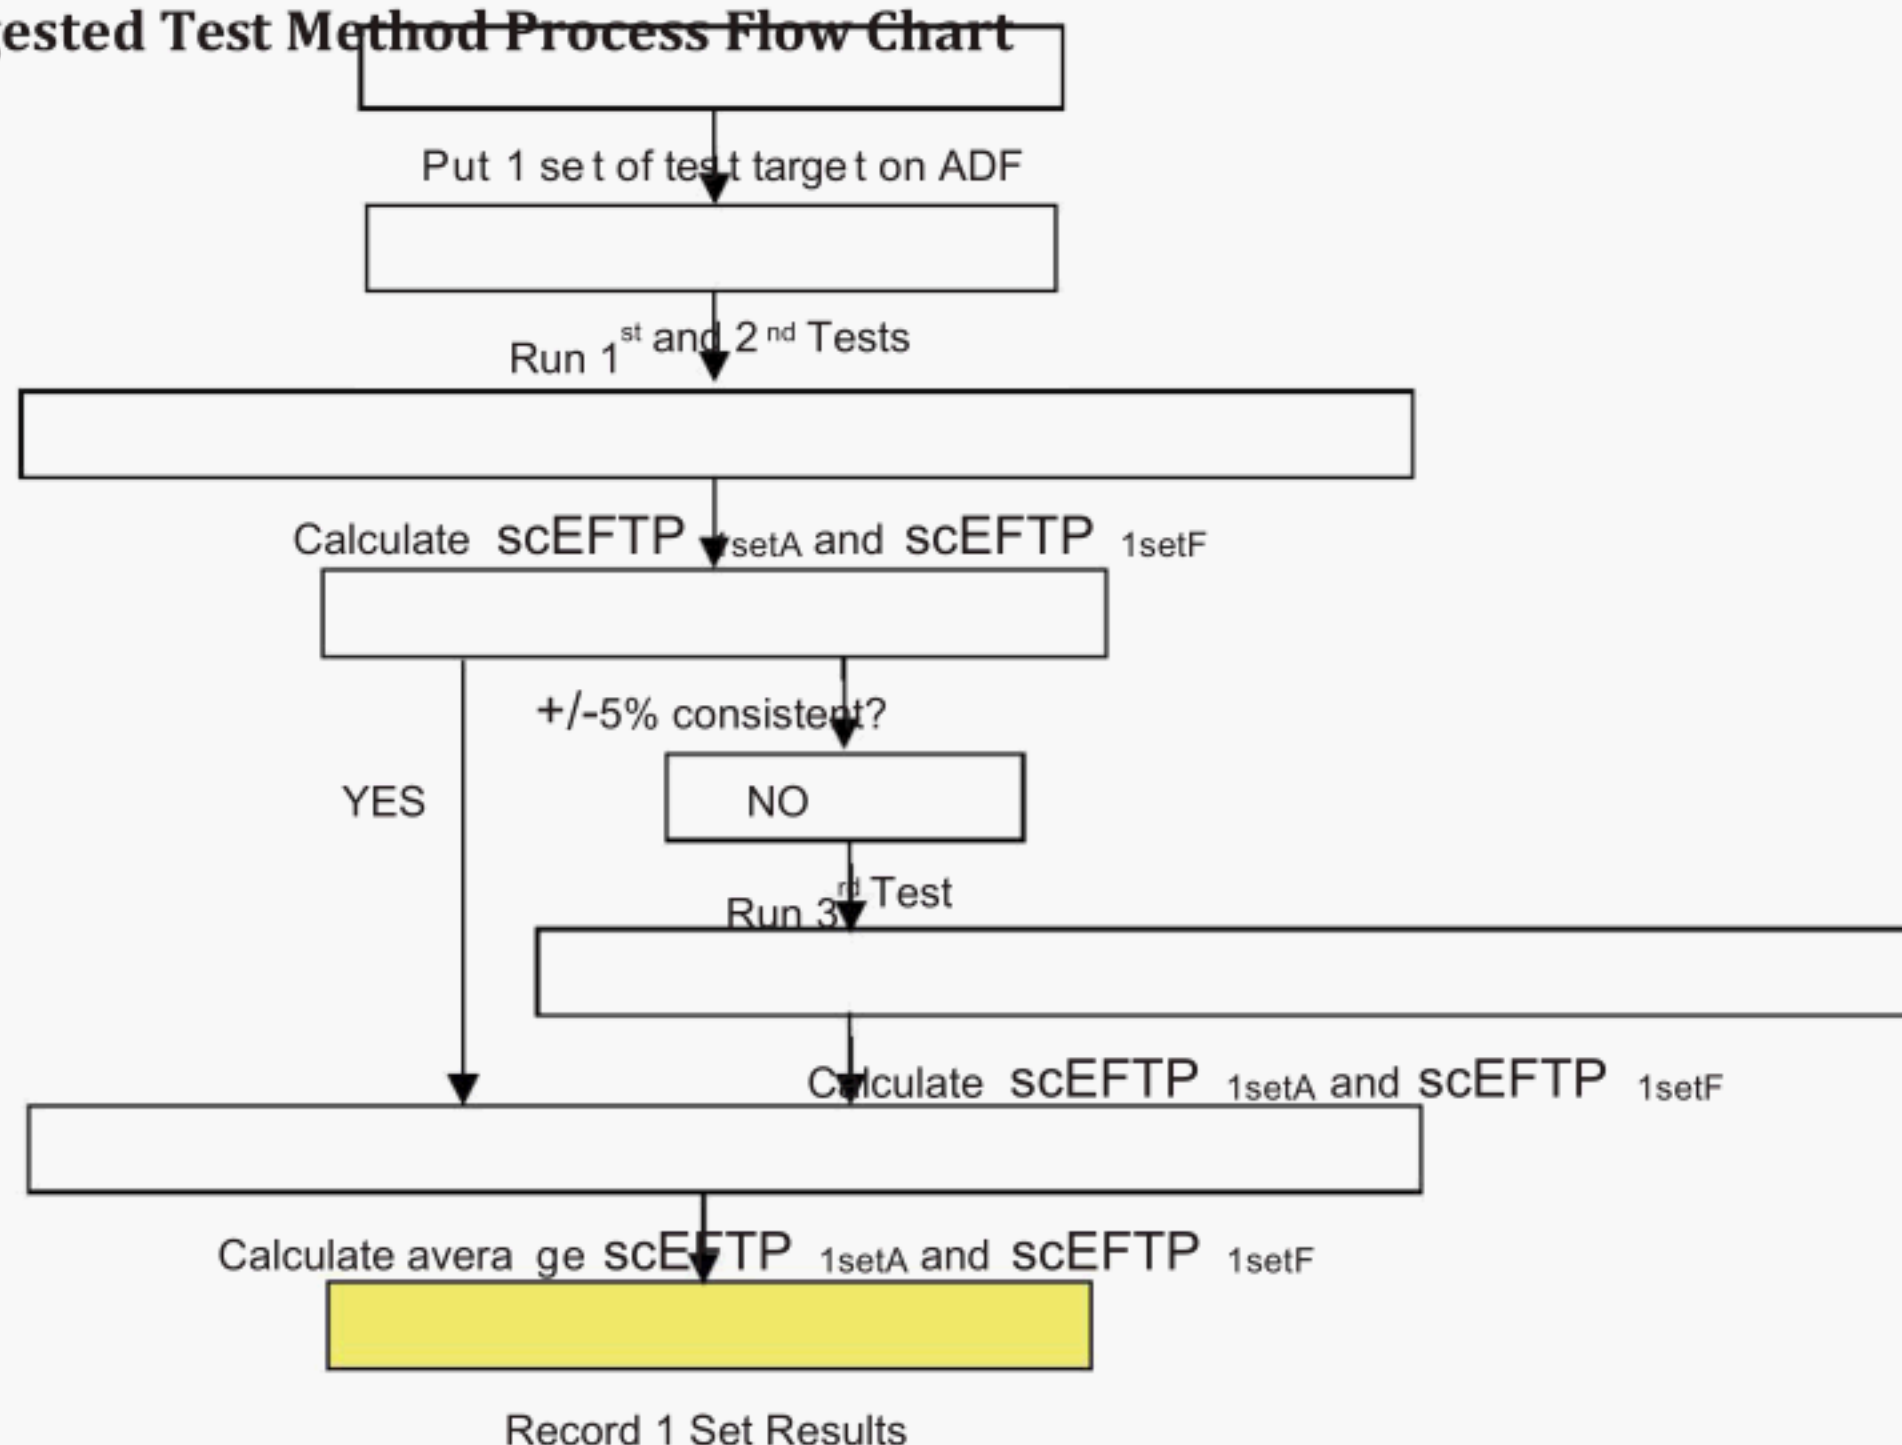 ested Test Method Process Flow Chart
Put 1 set of test target on ADF
Run 1st and 2nd Tests
Calculate scEFTP 1setA and scEFTP 1setF
+/-5% consistent?
YES
NO
Run 3rd Test
Calculate scEFTP 1setA and scEFTP 1setF
Calculate avera ge scEFTP 1setA and scEFTP 1setF
Record 1 Set Results